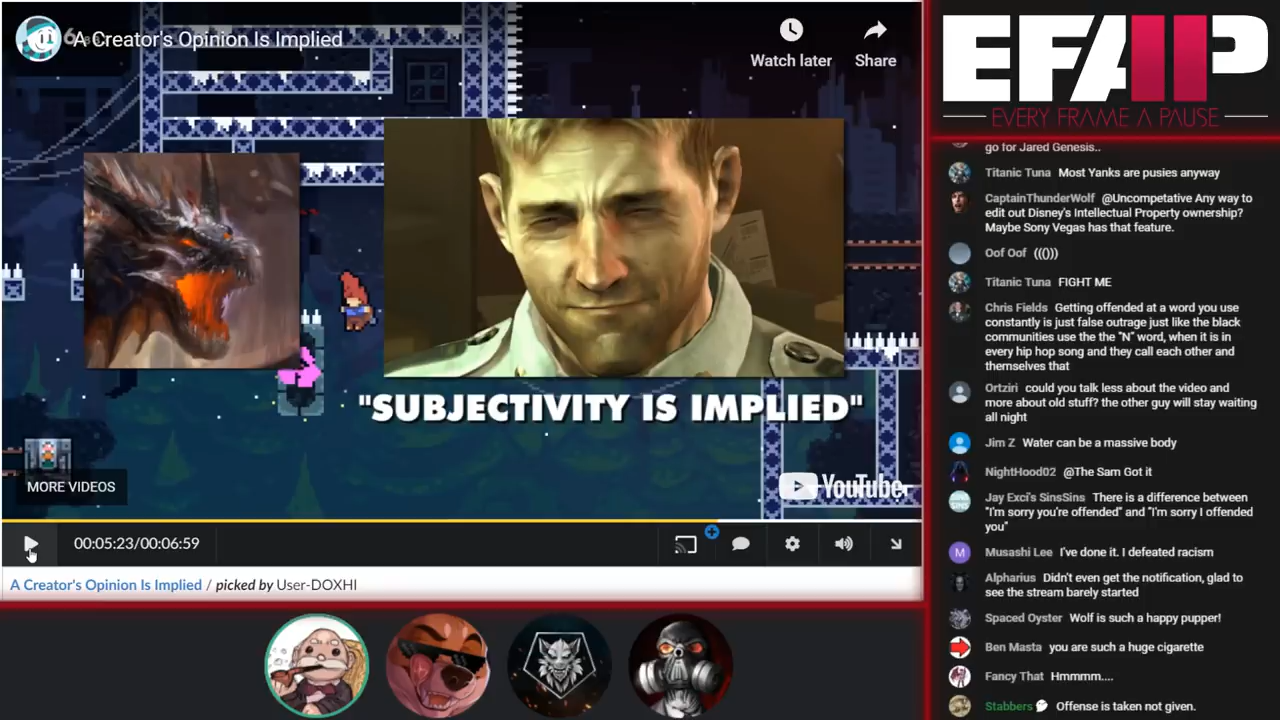 A Creator's Opinion Is Implied
Watch later
Share
"SUBJECTIVITY IS IMPLIED"
MORE VIDEOS
YouTube
00:05:23/00:06:59
A Creator's Opinion Is Implied / picked by User-DOXHI
EFAP
EVERY FRAME A PAUSE
go for Jared Genesis..
Titanic Tuna Most Yanks are pusies anyway
CaptainThunderWolf @Uncompetative Any way to
edit out Disney's Intellectual Property ownership?
Maybe Sony Vegas has that feature.
Oof Oof ((()))
Titanic Tuna FIGHT ME
Chris Fields Getting offended at a word you use
constantly is just false outrage just like the black
communities use the the "N" word, when it is in
every hip hop song and they call each other and
themselves that
Ortziri could you talk less about the video and
more about old stuff? the other guy will stay waiting
all night
Jim Z Water can be a massive body
NightHood02 @The Sam Got it
Jay Exci's SinsSins There is a difference between
"I'm sorry you're offended" and "I'm sorry I offended
you"
M
Musashi Lee I've done it. I defeated racism
Alpharius Didn't even get the notification, glad to
see the stream barely started
Spaced Oyster Wolf is such a happy pupper!
Ben Masta you are such a huge cigarette
Fancy That Hmmmm....
Stabbers Offense is taken not given.